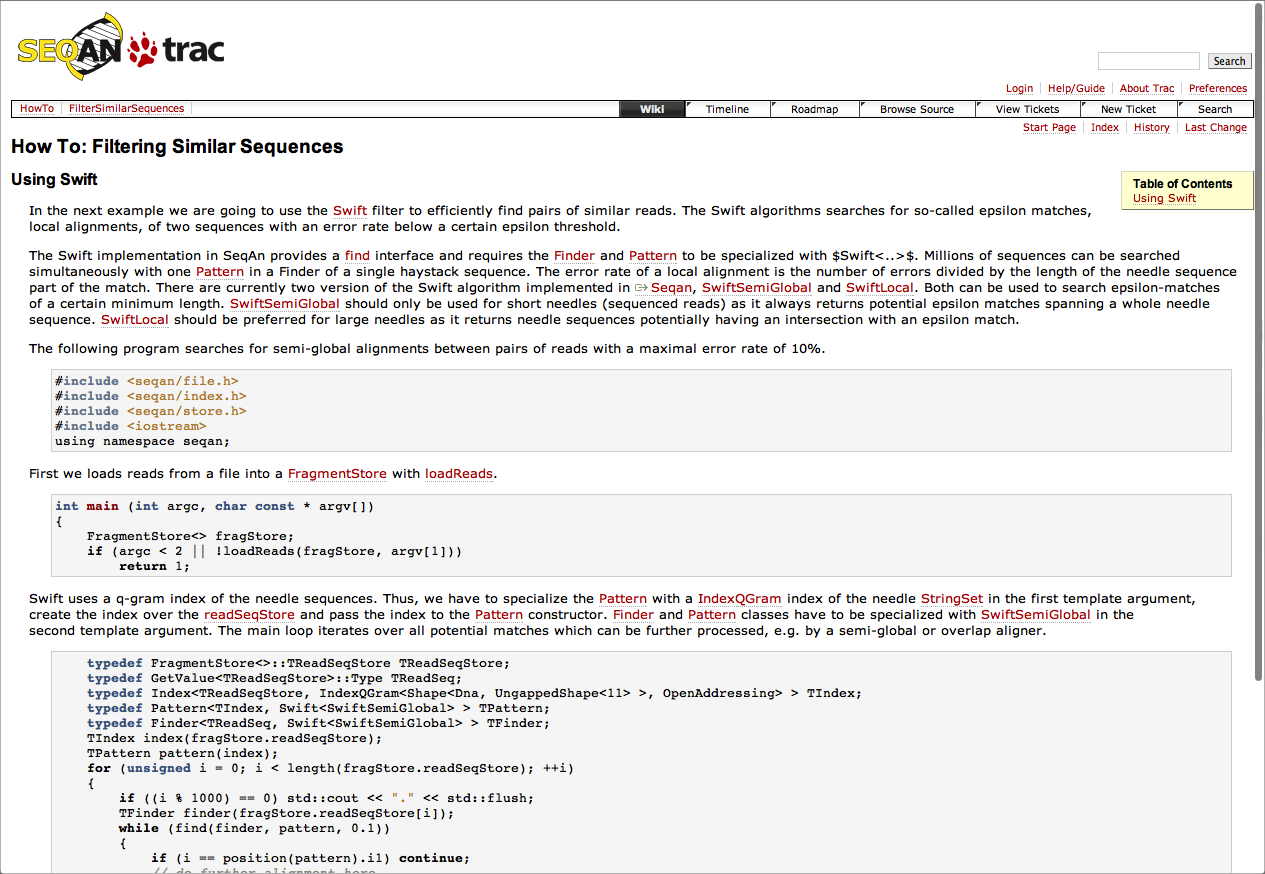 SEQAN trac
Search
Login Help/Guide About Trac Preferences
HowTo FilterSimilarSequences Wiki Timeline Roadmap Browse Source View Tickets New Ticket Search
Start Page Index History Last Change
How To: Filtering Similar Sequences
Using Swift
Table of Contents
Using Swift
In the next example we are going to use the Swift filter to efficiently find pairs of similar reads. The Swift algorithms searches for so-called epsilon matches,
local alignments, of two sequences with an error rate below a certain epsilon threshold.
The Swift implementation in SeqAn provides a find interface and requires the Finder and Pattern to be specialized with $Swift<..>$. Millions of sequences can be searched
simultaneously with one Pattern in a Finder of a single haystack sequence. The error rate of a local alignment is the number of errors divided by the length of the needle sequence
part of the match. There are currently two version of the Swift algorithm implemented in Seqan, SwiftSemiGlobal and SwiftLocal. Both can be used to search epsilon-matches
of a certain minimum length. SwiftSemiGlobal should only be used for short needles (sequenced reads) as it always returns potential epsilon matches spanning a whole needle
sequence. SwiftLocal should be preferred for large needles as it returns needle sequences potentially having an intersection with an epsilon match.
The following program searches for semi-global alignments between pairs of reads with a maximal error rate of 10%.
#include <seqan/file.h>
#include <seqan/index.h>
#include <seqan/store.h>
#include <iostream>
using namespace seqan;
First we loads reads from a file into a FragmentStore with loadReads.
int main (int argc, char const * argv[])
{
FragmentStore<> fragStore;
if (argc < 2 || !loadReads(fragStore, argv[1]))
return 1;
Swift uses a q-gram index of the needle sequences. Thus, we have to specialize the Pattern with a IndexQGram index of the needle StringSet in the first template argument,
create the index over the readSeqStore and pass the index to the Pattern constructor. Finder and Pattern classes have to be specialized with SwiftSemiGlobal in the
second template argument. The main loop iterates over all potential matches which can be further processed, e.g. by a semi-global or overlap aligner.
typedef FragmentStore<>::TReadSeqStore TReadSeqStore;
typedef GetValue<TReadSeqStore>::Type TReadSeq;
typedef Index<TReadSeqStore, IndexQGram<Shape<Dna, UngappedShape<11> >, OpenAddressing> > TIndex;
typedef Pattern<TIndex, Swift<SwiftSemiGlobal> > TPattern;
typedef Finder<TReadSeq, Swift<SwiftSemiGlobal> > TFinder;
TIndex index(fragStore.readSeqStore);
TPattern pattern(index);
for (unsigned i = 0; i < length(fragStore.readSeqStore); ++i)
{
if ((i % 1000) == 0) std::cout << "." << std::flush;
TFinder finder(fragStore.readSeqStore[i]);
while (find(finder, pattern, 0.1))
{
if (i == position(pattern).i1) continue;
// do further alignment here